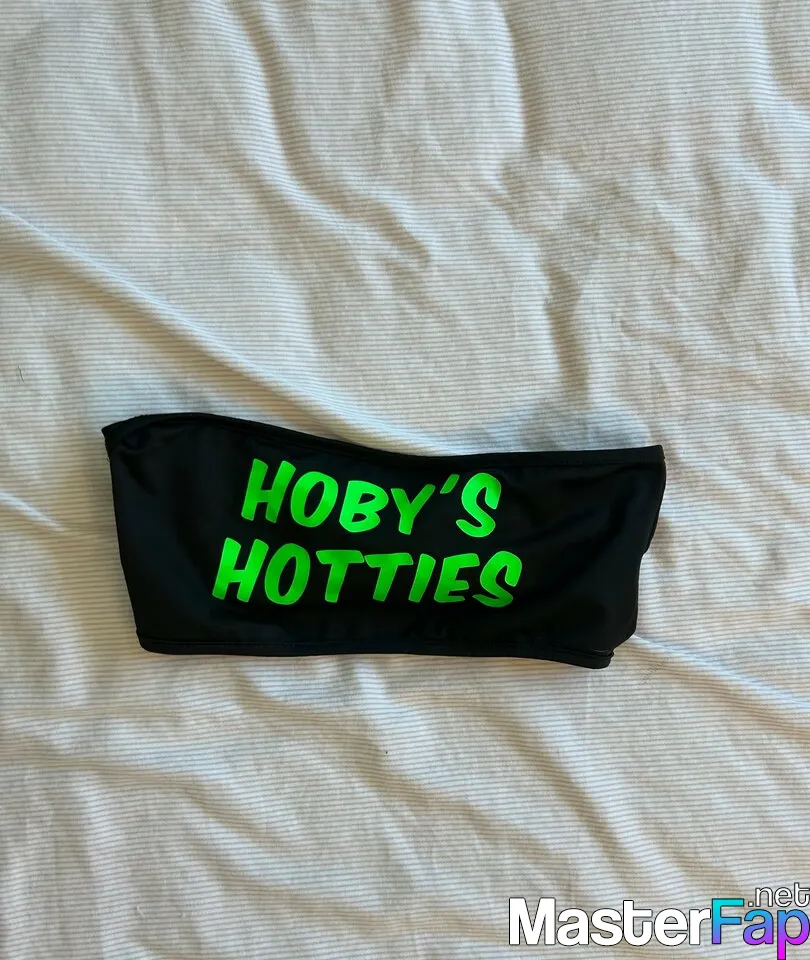 HOBY'S
HOTTIES
.net
MasterFap